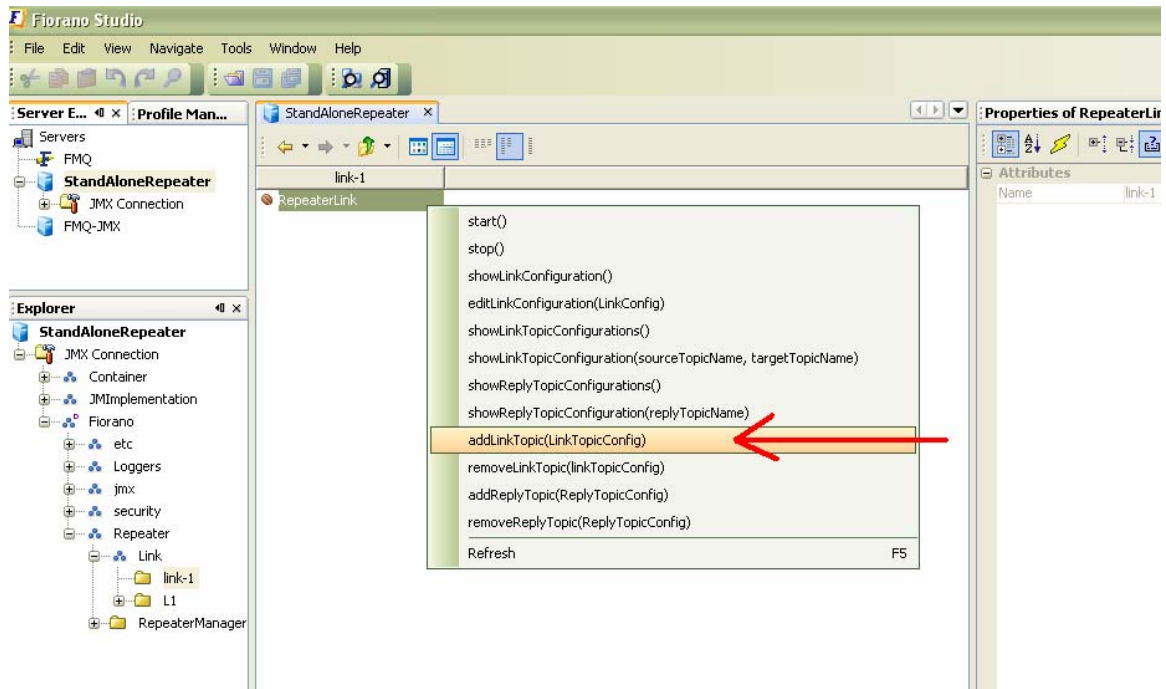 Fiorano Studio
File Edit View Navigate Tools Window Help
Server E... Profile Man...
Servers
FMQ
StandAloneRepeater
JMX Connection
FMQ-JMX
Explorer
StandAloneRepeater
JMX Connection
Container
JMImplementation
Fiorano
etc
Loggers
jmx
security
Repeater
Link
link-1
L1
RepeaterManager
StandAloneRepeater
link-1
RepeaterLink
start()
stop()
showLinkConfiguration()
editLinkConfiguration(LinkConfig)
showLinkTopicConfigurations()
showLinkTopicConfiguration(sourceTopicName, targetTopicName)
showReplyTopicConfigurations()
showReplyTopicConfiguration(replyTopicName)
addLinkTopic(LinkTopicConfig)
removeLinkTopic(linkTopicConfig)
addReplyTopic(ReplyTopicConfig)
removeReplyTopic(ReplyTopicConfig)
Refresh F5
Properties of RepeaterLin
Attributes
Name link-1